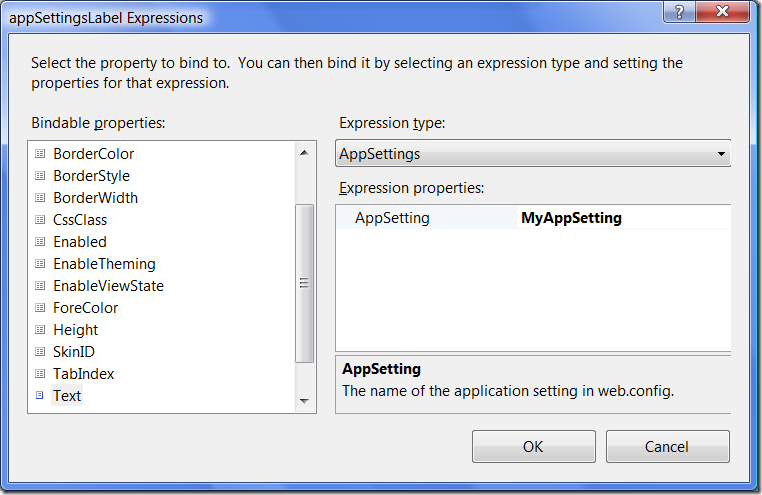 appSettingsLabel Expressions
?
Select the property to bind to.  You can then bind it by selecting an expression type and setting the
properties for that expression.
Bindable properties:
BorderColor
BorderStyle
BorderWidth
CssClass
Enabled
EnableTheming
EnableViewState
ForeColor
Height
SkinID
TabIndex
Text
Expression type:
AppSettings
Expression properties:
AppSetting MyAppSetting
AppSetting
The name of the application setting in web.config.
OK Cancel